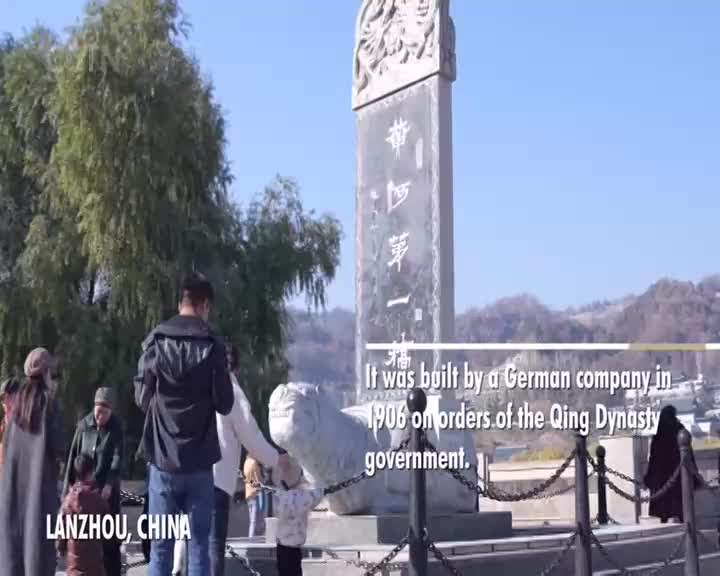 黄河第一桥
It was built by a German company in
1906 on orders of the Qing Dynasty
government.
LANZHOU, CHINA